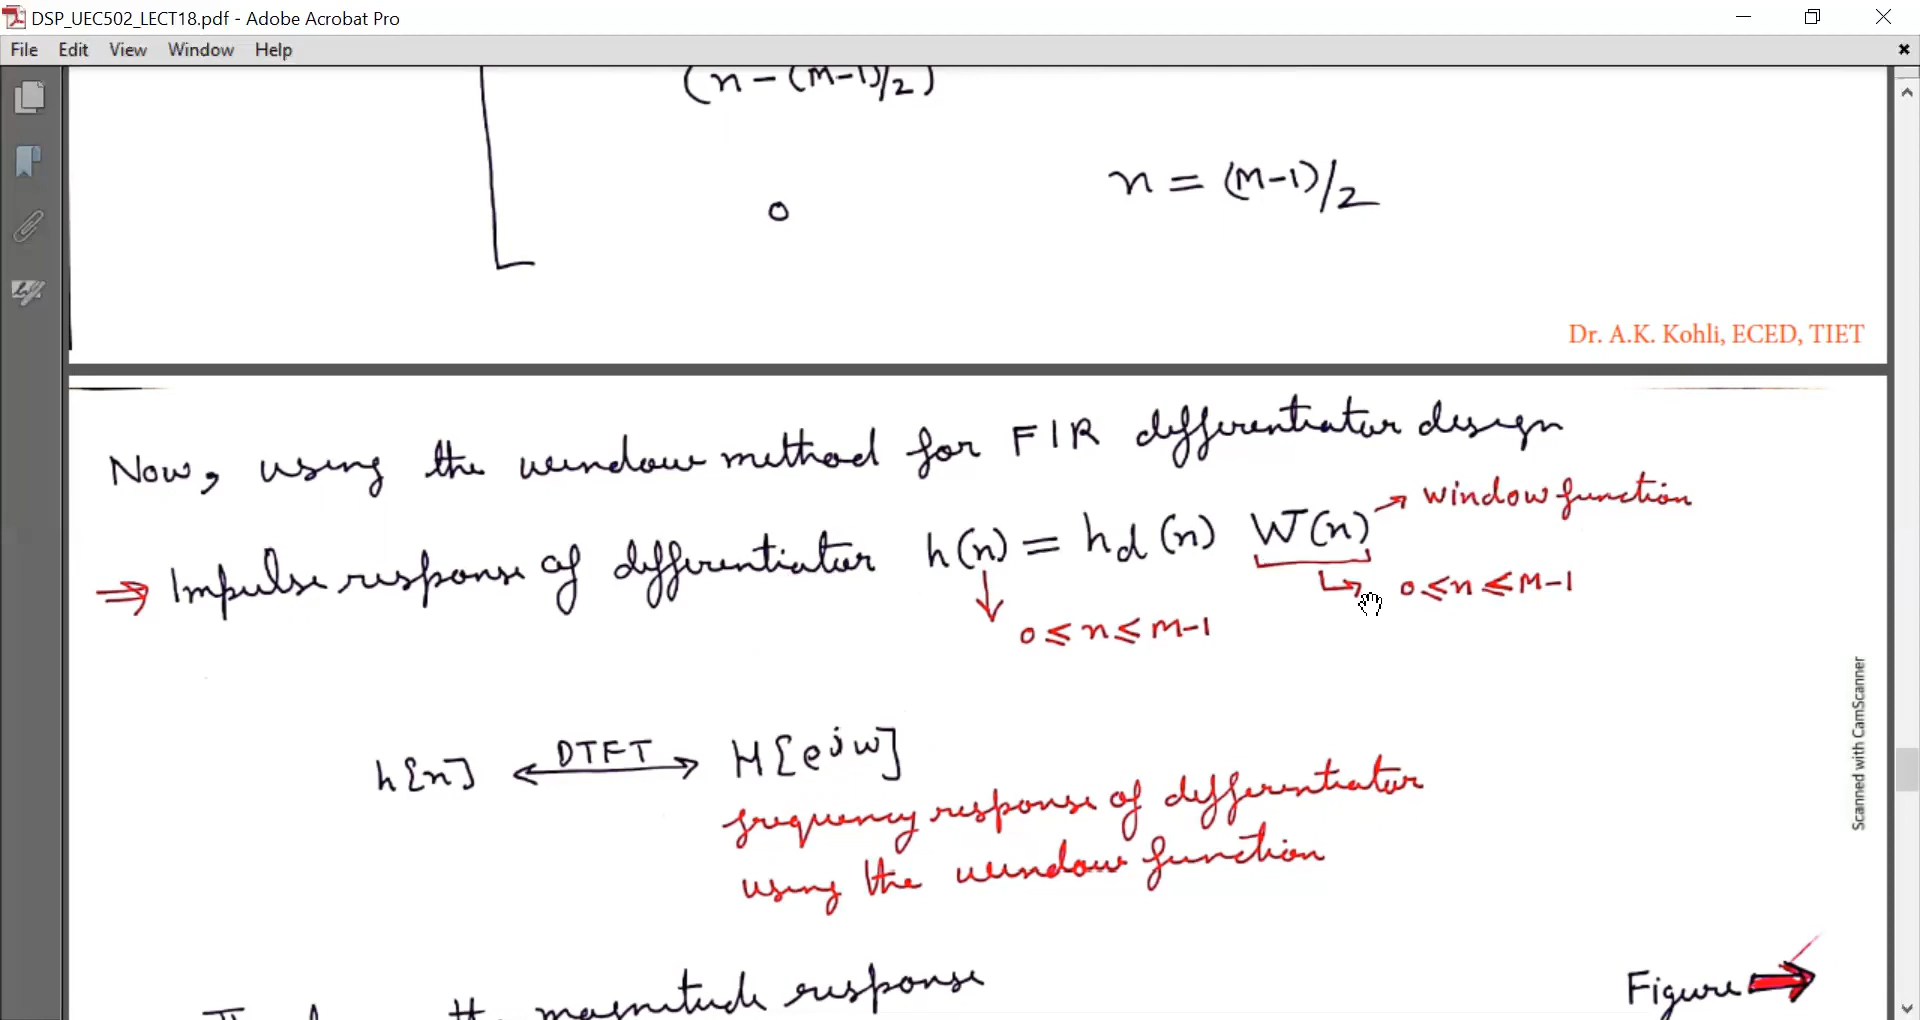 DSP_UEC502_LECT18.pdf - Adobe Acrobat Pro
File Edit View Window Help
(n - (M-1)/2)
0 n = (M-1)/2
Dr. A.K. Kohli, ECED, TIET
Now, using the window method for FIR differentiator design
⇒ Impulse response of differentiator h(n) = hd(n) W(n) → window function
0 ≤ n ≤ M-1
0 ≤ n ≤ M-1
h[n] ⟷ DTFT H[e^jω]
frequency response of differentiator
using the window function
Scanned with CamScanner
the magnitude response
Figure ➡